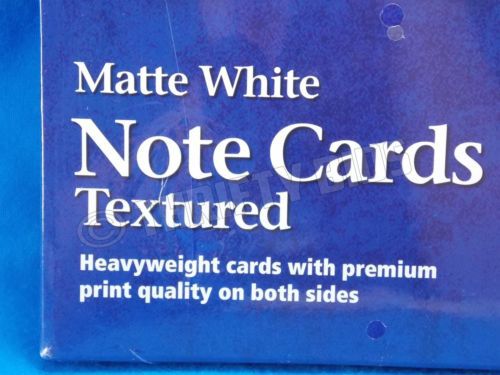 Matte White
Note Cards
Textured
Heavyweight cards with premium
print quality on both sides